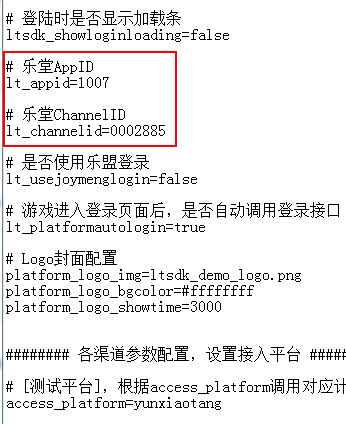 # 登陆时是否显示加载条
ltsdk_showloginloading=false
# 乐堂AppID
lt_appid=1007
# 乐堂ChannelID
lt_channelid=0002885
# 是否使用乐盟登录
lt_usejoymenglogin=false
# 游戏进入登录页面后，是否自动调用登录接口
lt_platformautologin=true
# Logo封面配置
platform_logo_img=ltsdk_demo_logo.png
platform_logo_bgcolor=#ffffffff
platform_logo_showtime=3000
######## 各渠道参数配置，设置接入平台 #####
# [测试平台]，根据access_platform调用对应计
access_platform=yunxiaotang